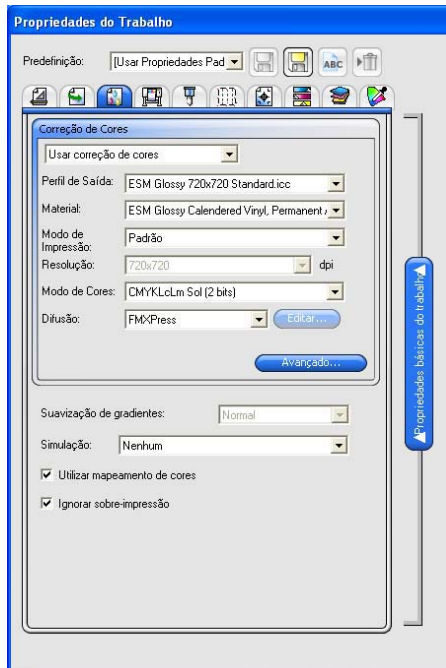 Propriedades do Trabalho
Predefinição: [Usar Propriedades Pad
ABC
Correção de Cores
Usar correção de cores
Perfil de Saída: ESM Glossy 720x720 Standard.icc
Material: ESM Glossy Calendered Vinyl, Permanent
Modo de
Impressão: Padrão
Resolução: 720x720 dpi
Modo de Cores: CMYKLcLm Sol (2 bits)
Difusão: FMXPress Editar...
Avançado...
Suavização de gradientes: Normal
Simulação: Nenhum
Utilizar mapeamento de cores
Ignorar sobre-impressão
Propriedades básicas do trabalho